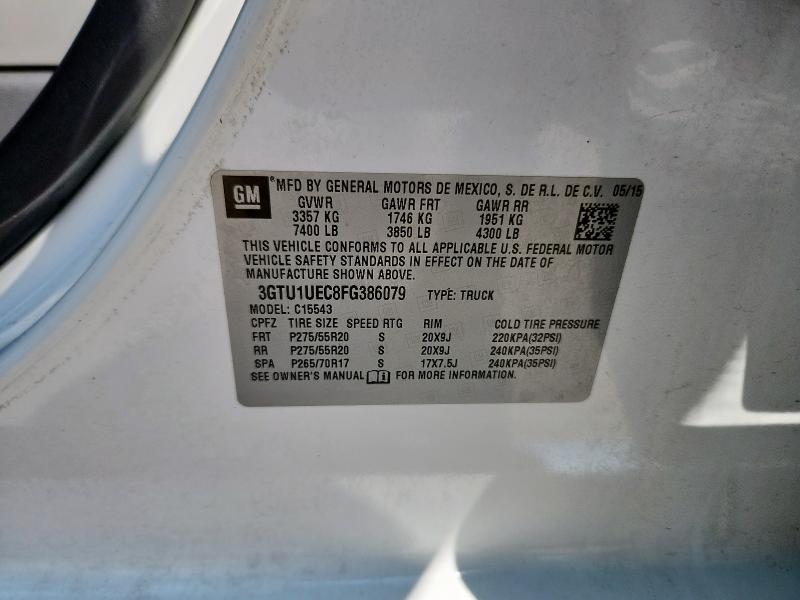 GM ® MFD BY GENERAL MOTORS DE MEXICO, S. DE R.L. DE C.V. 05/15
GVWR GAWR FRT GAWR RR
3357 KG 1746 KG 1951 KG
7400 LB 3850 LB 4300 LB
THIS VEHICLE CONFORMS TO ALL APPLICABLE U.S. FEDERAL MOTOR
VEHICLE SAFETY STANDARDS IN EFFECT ON THE DATE OF
MANUFACTURE SHOWN ABOVE.
3GTU1UEC8FG386079 TYPE: TRUCK
MODEL: C15543
CPFZ TIRE SIZE SPEED RTG RIM COLD TIRE PRESSURE
FRT P275/55R20 S 20X9J 220KPA(32PSI)
RR P275/55R20 S 20X9J 240KPA(35PSI)
SPA P265/70R17 S 17X7.5J 240KPA(35PSI)
SEE OWNER'S MANUAL FOR MORE INFORMATION.